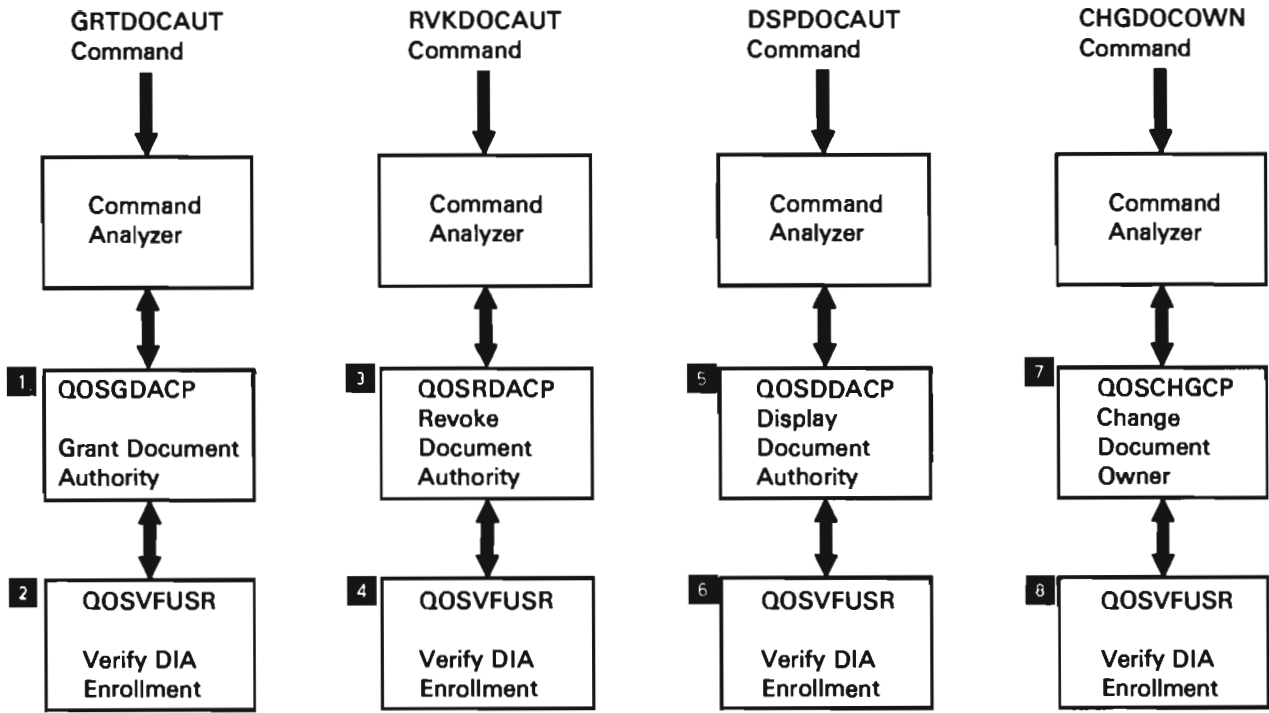 GRTDOCAUT
Command
Command
Analyzer
1
QOSGDACP
Grant Document
Authority
2
QOSVFUSR
Verify DIA
Enrollment
RVKDOCAUT
Command
Command
Analyzer
3
QOSRDACP
Revoke
Document
Authority
4
QOSVFUSR
Verify DIA
Enrollment
DSPDOCAUT
Command
Command
Analyzer
5
QOSDDACP
Display
Document
Authority
6
QOSVFUSR
Verify DIA
Enrollment
CHGDOCOWN
Command
Command
Analyzer
7
QOSCHGCP
Change
Document
Owner
8
QOSVFUSR
Verify DIA
Enrollment